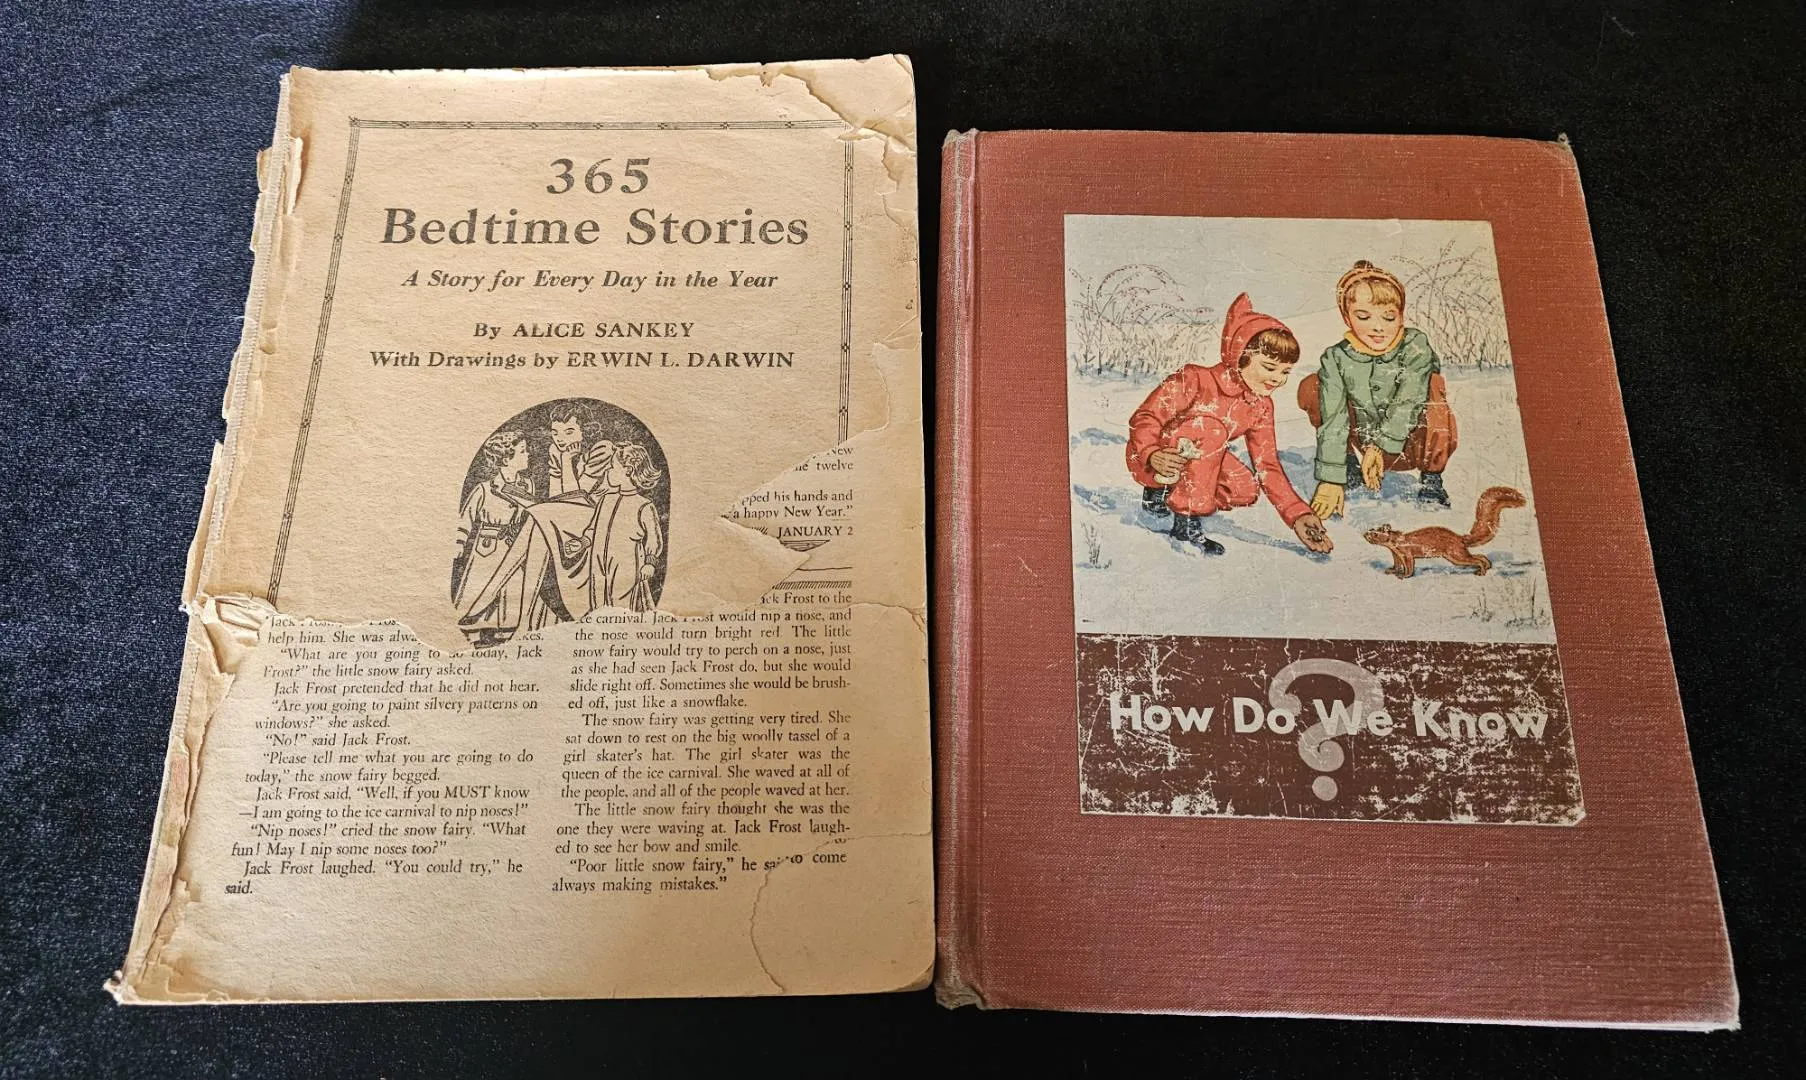 365
Bedtime Stories
A Story for Every Day in the Year
By ALICE SANKEY
With Drawings by ERWIN L. DARWIN
New
twelve
his hands and
a happy New Year."
JANUARY 2
help him. She was
"What are you going to do today, Jack
Frost?" the little snow fairy asked.
Jack Frost pretended that he did not hear.
"Are you going to paint silvery patterns on
windows?" she asked.
"No!" said Jack Frost.
"Please tell me what you are going to do
today," the snow fairy begged.
Jack Frost said, "Well, if you MUST know
—I am going to the ice carnival to nip noses!"
"Nip noses!" cried the snow fairy. "What
fun! May I nip some noses too?"
Jack Frost laughed. "You could try," he
said.
Frost to the
carnival. Jack Frost would nip a nose, and
the nose would turn bright red. The little
snow fairy would try to perch on a nose, just
as she had seen Jack Frost do, but she would
slide right off. Sometimes she would be brush-
ed off, just like a snowflake.
The snow fairy was getting very tired. She
sat down to rest on the big woolly tassel of a
girl skater's hat. The girl skater was the
queen of the ice carnival. She waved at all of
the people, and all of the people waved at her.
The little snow fairy thought she was the
one they were waving at. Jack Frost laugh-
ed to see her bow and smile.
"Poor little snow fairy," he to come
always making mistakes."
?
How Do We Know